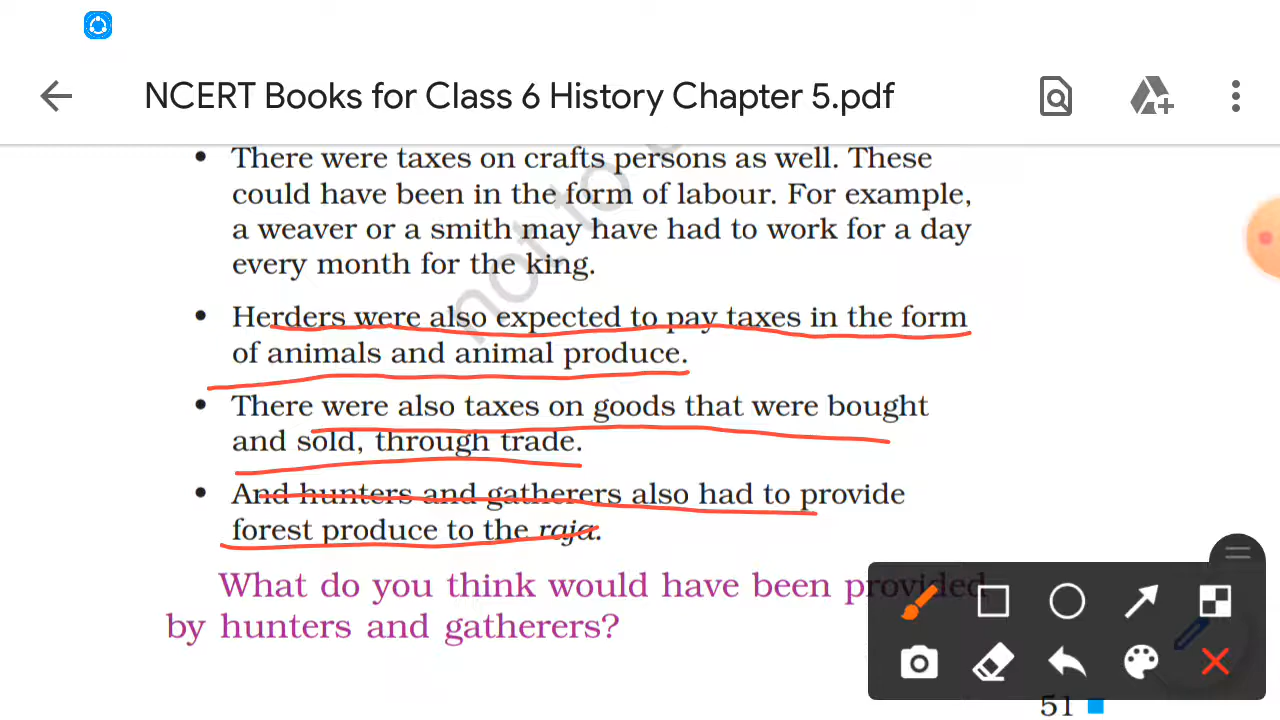 NCERT Books for Class 6 History Chapter 5.pdf
• There were taxes on crafts persons as well. These
could have been in the form of labour. For example,
a weaver or a smith may have had to work for a day
every month for the king.
• Herders were also expected to pay taxes in the form
of animals and animal produce.
• There were also taxes on goods that were bought
and sold, through trade.
• And hunters and gatherers also had to provide
forest produce to the raja.
What do you think would have been provided
by hunters and gatherers?
51
not to